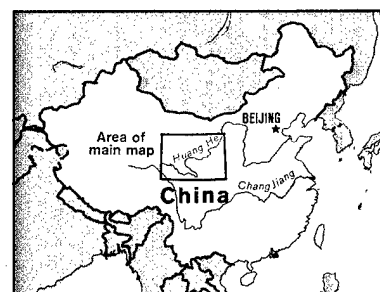 BEIJING
Area of
main map
Huang He
Chang Jiang
China